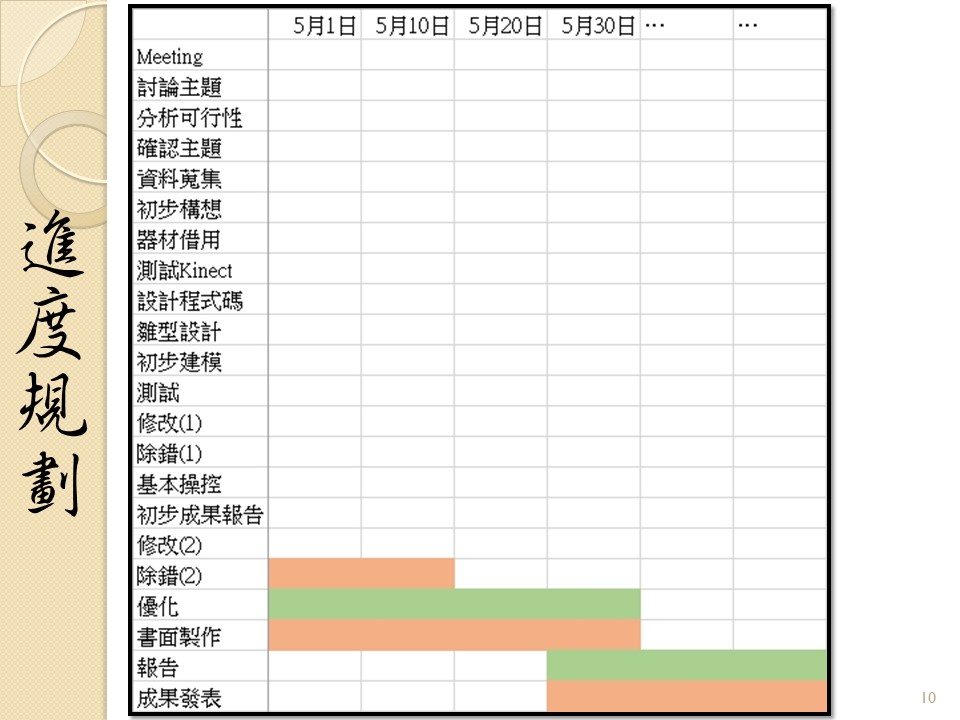 進度規劃
5月1日 5月10日 5月20日 5月30日 … …
Meeting
討論主題
分析可行性
確認主題
資料蒐集
初步構想
器材借用
測試Kinect
設計程式碼
雛型設計
初步建模
測試
修改(1)
除錯(1)
基本操控
初步成果報告
修改(2)
除錯(2)
優化
書面製作
報告
成果發表
10